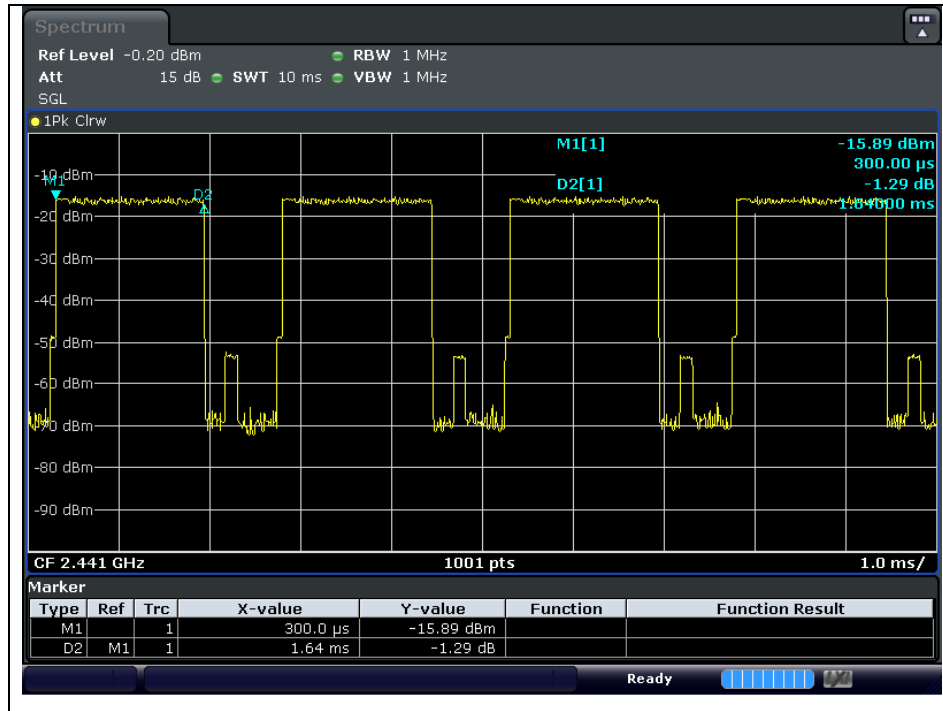 Spectrum
Ref Level -0.20 dBm RBW 1 MHz
Att 15 dB SWT 10 ms VBW 1 MHz
SGL
1Pk Clrw
M1[1] -15.89 dBm
300.00 µs
D2[1] -1.29 dB
1.64000 ms
M1
D2
-10 dBm
-20 dBm
-30 dBm
-40 dBm
-50 dBm
-60 dBm
-70 dBm
-80 dBm
-90 dBm
CF 2.441 GHz 1001 pts 1.0 ms/
Marker
Type Ref Trc X-value Y-value Function Function Result
M1 1 300.0 µs -15.89 dBm
D2 M1 1 1.64 ms -1.29 dB
Ready